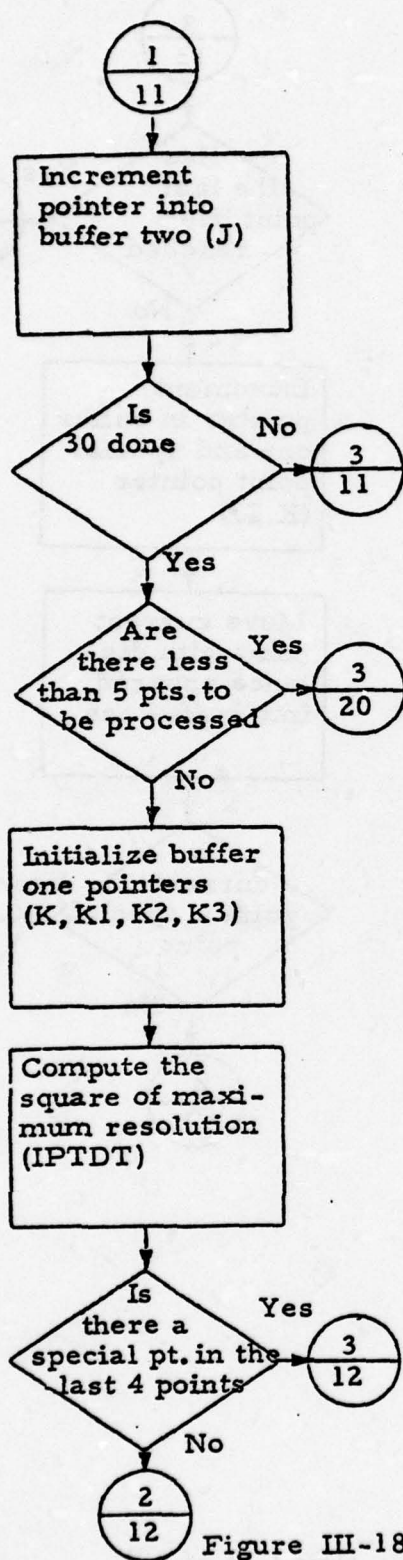 1
11
Increment
pointer into
buffer two (J)
Is
30 done
No
3
11
Yes
Are
there less
than 5 pts. to
be processed
Yes
3
20
No
Initialize buffer
one pointers
(K, K1, K2, K3)
Compute the
square of maxi-
mum resolution
(IPTDT)
Is
there a
special pt. in the
last 4 points
Yes
3
12
No
2
12
Figure III-18